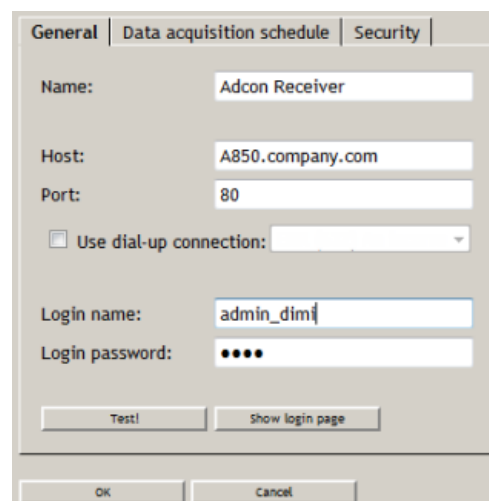 General Data acquisition schedule Security
Name: Adcon Receiver
Host: A850.company.com
Port: 80
Use dial-up connection:
Login name: admin_dimi
Login password: ●●●●
Test! Show login page
OK Cancel